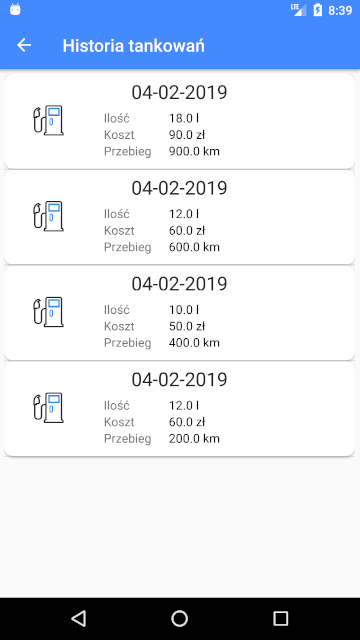 LTE 8:39
Historia tankowań
04-02-2019
Ilość 18.0 l
Koszt 90.0 zł
Przebieg 900.0 km
04-02-2019
Ilość 12.0 l
Koszt 60.0 zł
Przebieg 600.0 km
04-02-2019
Ilość 10.0 l
Koszt 50.0 zł
Przebieg 400.0 km
04-02-2019
Ilość 12.0 l
Koszt 60.0 zł
Przebieg 200.0 km